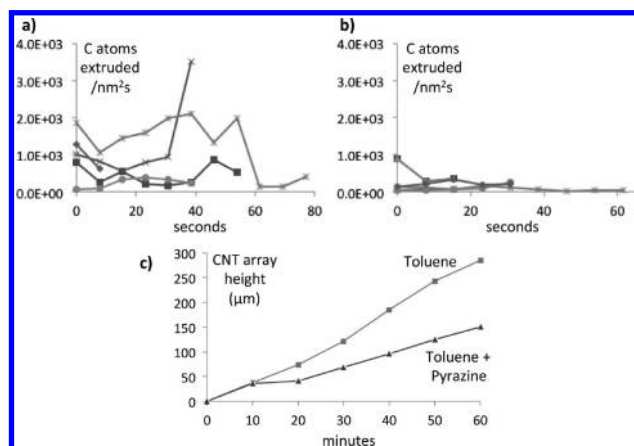 a)
C atoms
extruded
/nm²s
4.0E+03
3.0E+03
2.0E+03
1.0E+03
0.0E+00
0 20 40 60 80
seconds
b)
C atoms
extruded
/nm²s
4.0E+03
3.0E+03
2.0E+03
1.0E+03
0.0E+00
0 20 40 60
seconds
c)
CNT array
height
(μm)
300
250
200
150
100
50
0
Toluene
Toluene +
Pyrazine
0 10 20 30 40 50 60
minutes